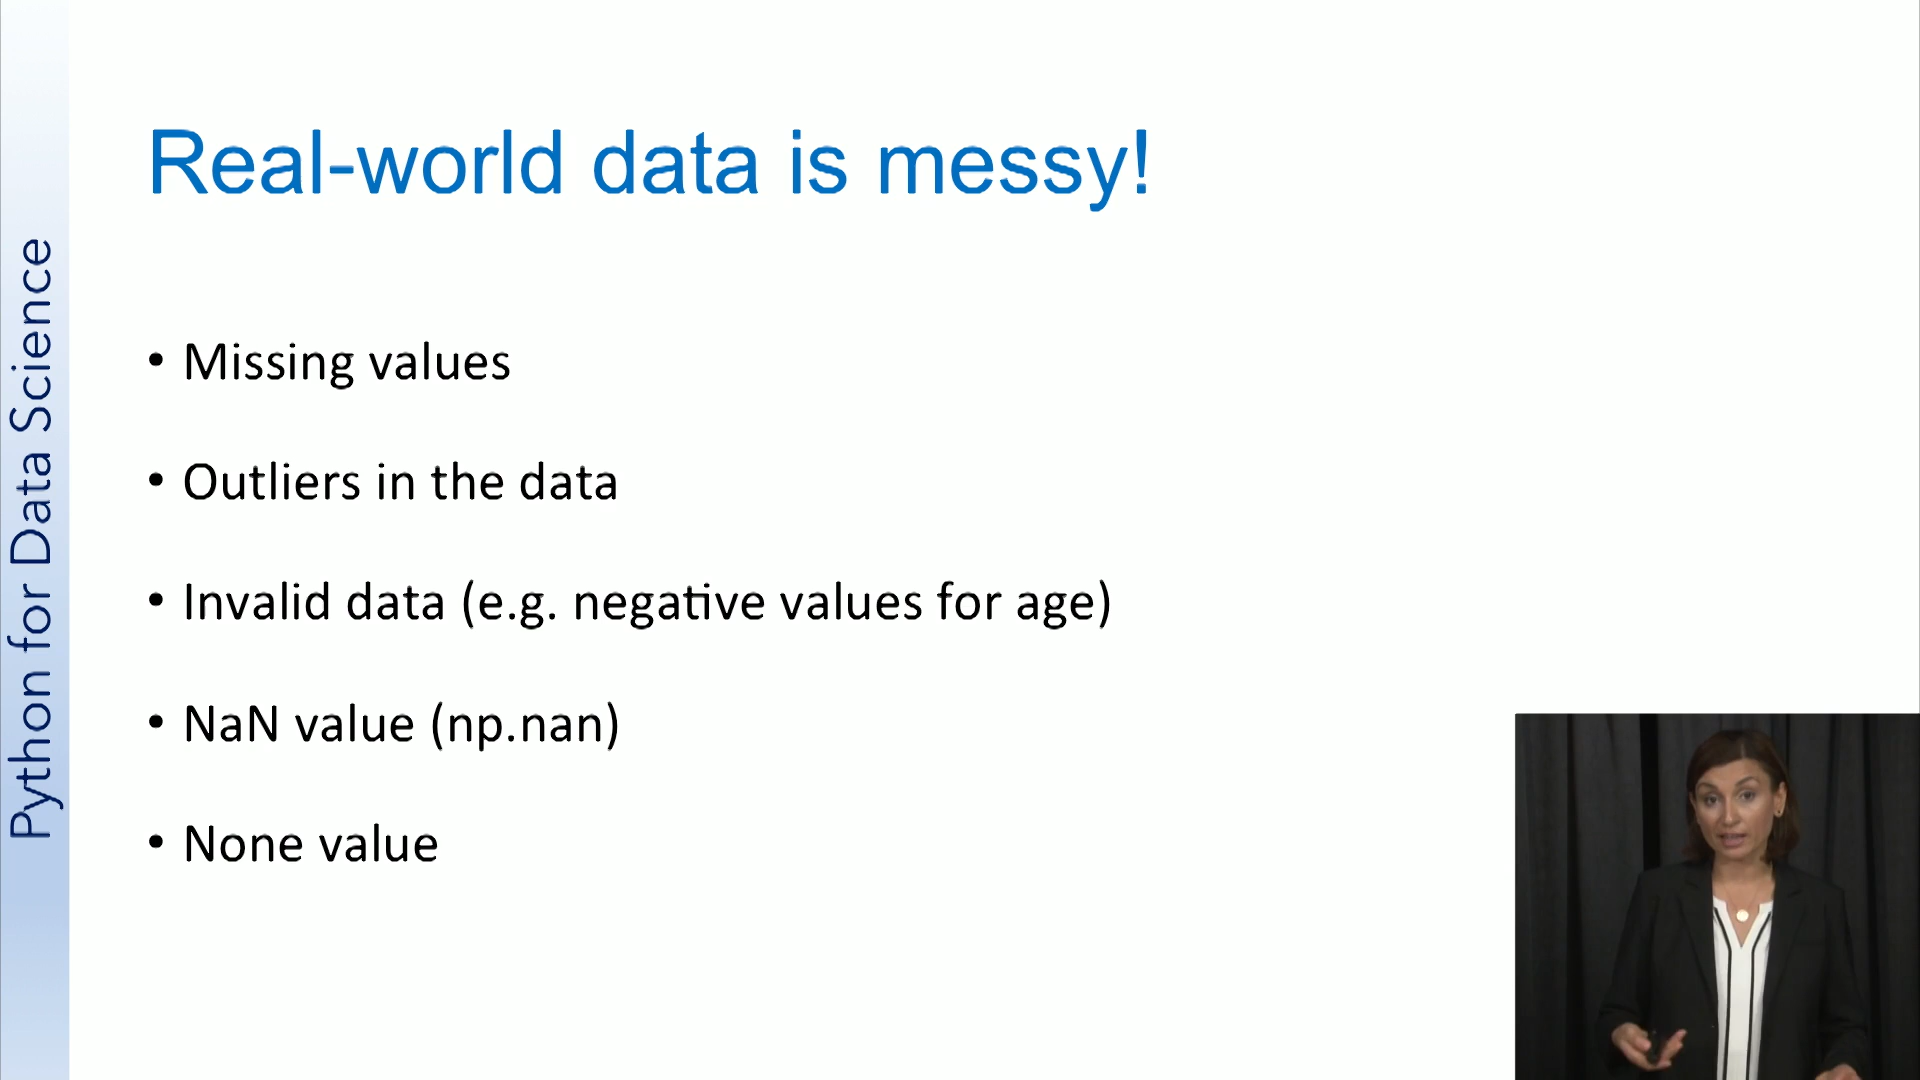 Python for Data Science
Real-world data is messy!
• Missing values
• Outliers in the data
• Invalid data (e.g. negative values for age)
• NaN value (np.nan)
• None value